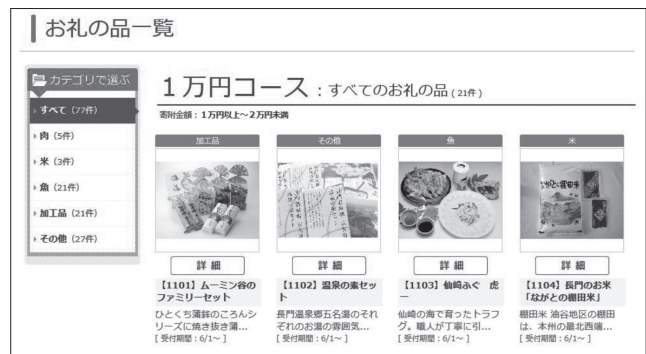 お礼の品一覧
カテゴリで選ぶ
すべて（77件）
肉（5件）
米（3件）
魚（21件）
加工品（21件）
その他（27件）
1万円コース：すべてのお礼の品（21件）
寄附金額：1万円以上～2万円未満
加工品
詳細
【1101】ムーミン谷の
ファミリーセット
ひとくち蒲鉾のころんシ
リーズに焼き抜き蒲...
[ 受付期間：6/1～ ]
その他
詳細
【1102】温泉の素セッ
ト
長門温泉郷五名湯のそれ
ぞれのお湯の雰囲気...
[ 受付期間：6/1～ ]
魚
詳細
【1103】仙崎ふぐ 虎
一
仙崎の海で育ったトラフ
グ。職人が丁寧に引...
[ 受付期間：6/1～ ]
米
ながとの棚田米
詳細
【1104】長門のお米
「ながとの棚田米」
棚田米 油谷地区の棚田
は、本州の最北西端...
[ 受付期間：6/1～ ]